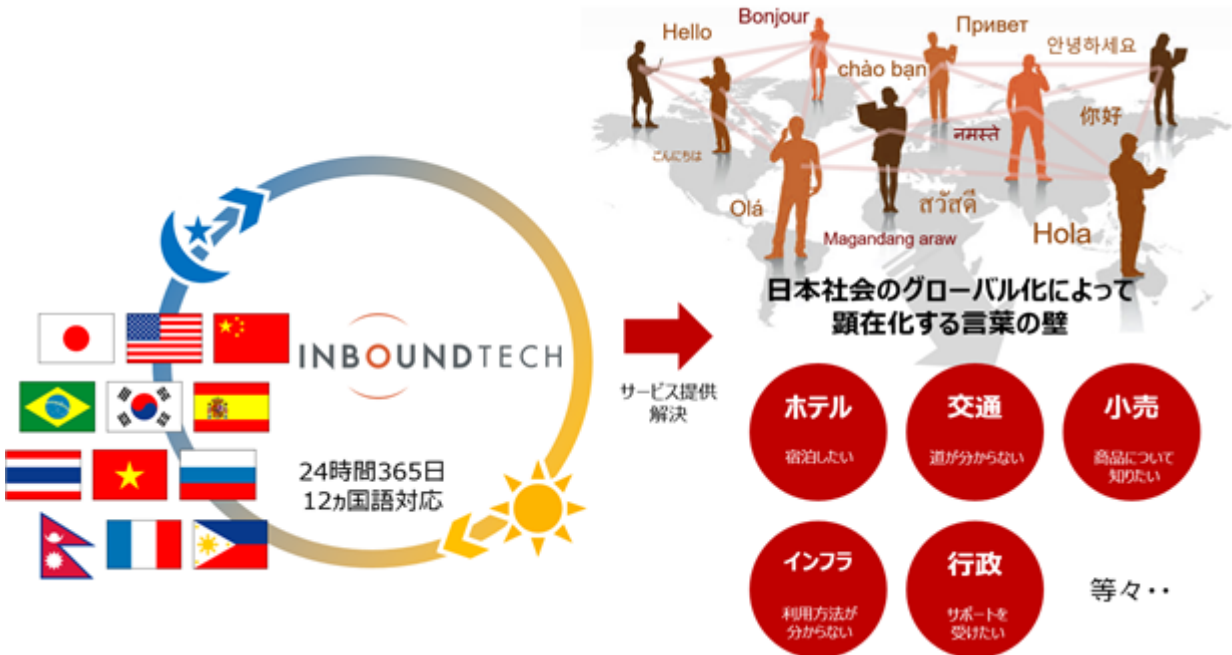 INBOUNDTECH
24時間365日
12ヵ国語対応
サービス提供
解決
Hello
Bonjour
Привет
안녕하세요
chào bạn
你好
नमस्ते
こんにちは
Olá
สวัสดี
Magandang araw
Hola
日本社会のグローバル化によって
顕在化する言葉の壁
ホテル
宿泊したい
交通
道が分からない
小売
商品について
知りたい
インフラ
利用方法が
分からない
行政
サポートを
受けたい
等々・・